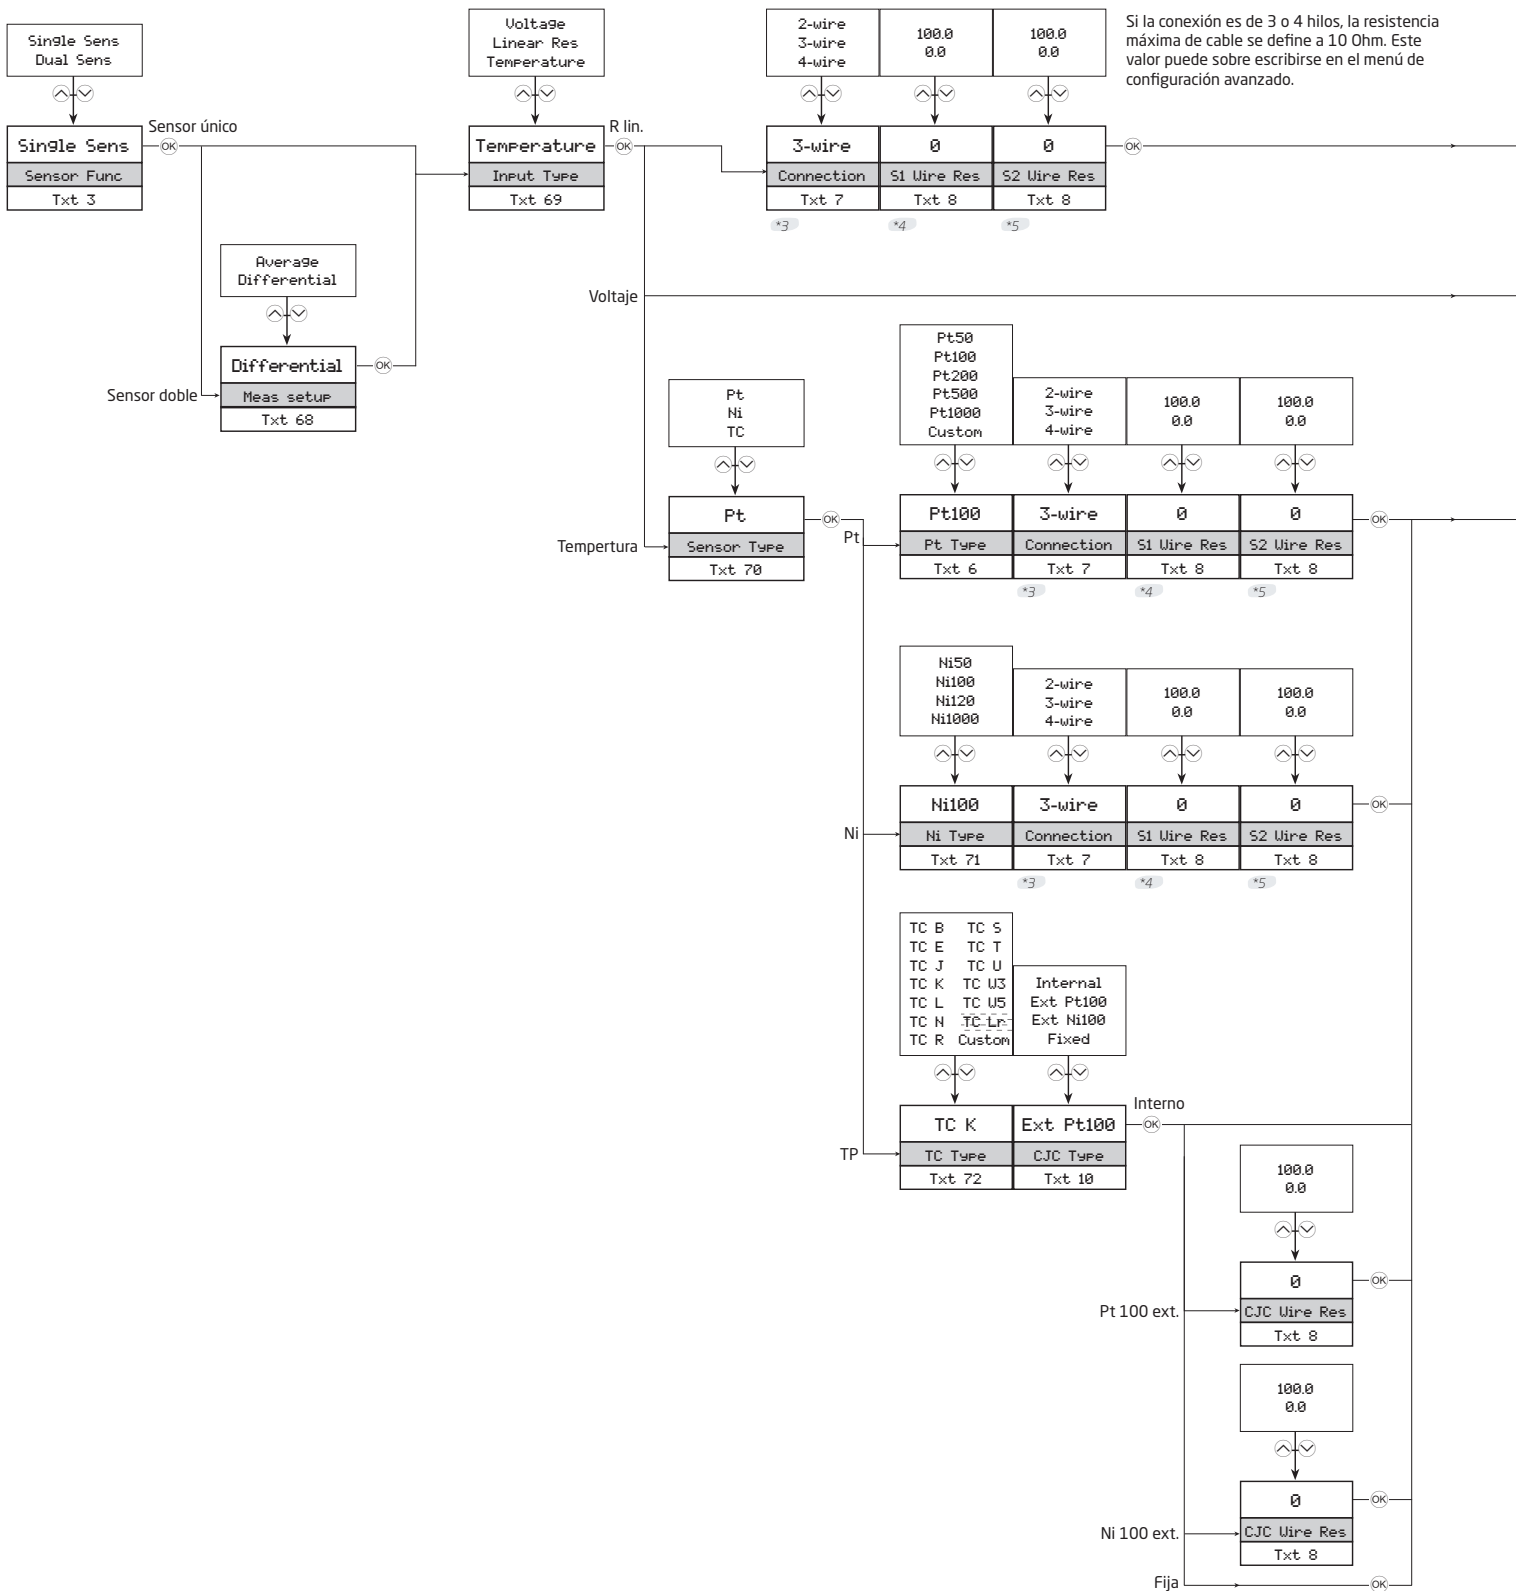 Single Sens
Dual Sens
OK
Single Sens
Sensor Func
Txt 3
Sensor único
Sensor doble
Average
Differential
Differential
OK
Meas setup
Txt 68
Voltage
Linear Res
Temperature
Temperature
OK
Input Type
Txt 69
R lin.
Voltaje
Tempertura
2-wire
3-wire
4-wire
100.0
0.0
100.0
0.0
3-wire
Connection
Txt 7
*3
0
S1 Wire Res
Txt 8
*4
0
S2 Wire Res
Txt 8
*5
OK
Si la conexión es de 3 o 4 hilos, la resistencia
máxima de cable se define a 10 Ohm. Este
valor puede sobre escribirse en el menú de
configuración avanzado.
Pt
Ni
TC
Pt
OK
Sensor Type
Txt 70
Pt
Pt50
Pt100
Pt200
Pt500
Pt1000
Custom
2-wire
3-wire
4-wire
100.0
0.0
100.0
0.0
Pt100
Pt Type
Txt 6
3-wire
Connection
Txt 7
*3
0
S1 Wire Res
Txt 8
*4
0
S2 Wire Res
Txt 8
*5
OK
Ni
Ni50
Ni100
Ni120
Ni1000
2-wire
3-wire
4-wire
100.0
0.0
100.0
0.0
Ni100
Ni Type
Txt 71
3-wire
Connection
Txt 7
*3
0
S1 Wire Res
Txt 8
*4
0
S2 Wire Res
Txt 8
*5
OK
TP
TC B TC S
TC E TC T
TC J TC U
TC K TC W3
TC L TC W5
TC N TC Lr
TC R Custom
Internal
Ext Pt100
Ext Ni100
Fixed
TC K
TC Type
Txt 72
Ext Pt100
CJC Type
Txt 10
Interno
OK
100.0
0.0
0
OK
Pt 100 ext.
CJC Wire Res
Txt 8
100.0
0.0
0
OK
Ni 100 ext.
CJC Wire Res
Txt 8
Fija
OK